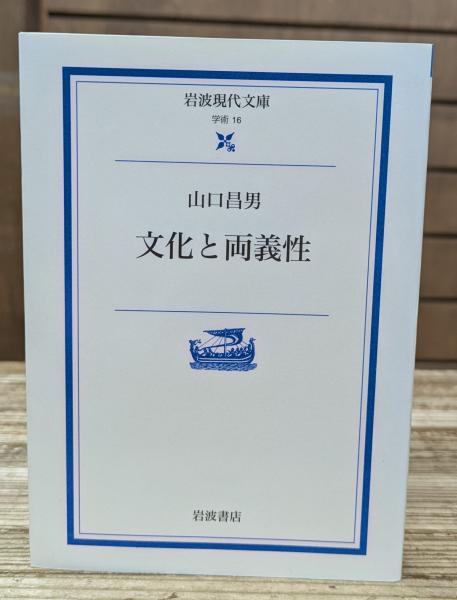 岩波現代文庫
学術 16
山口昌男
文化と両義性
岩波書店